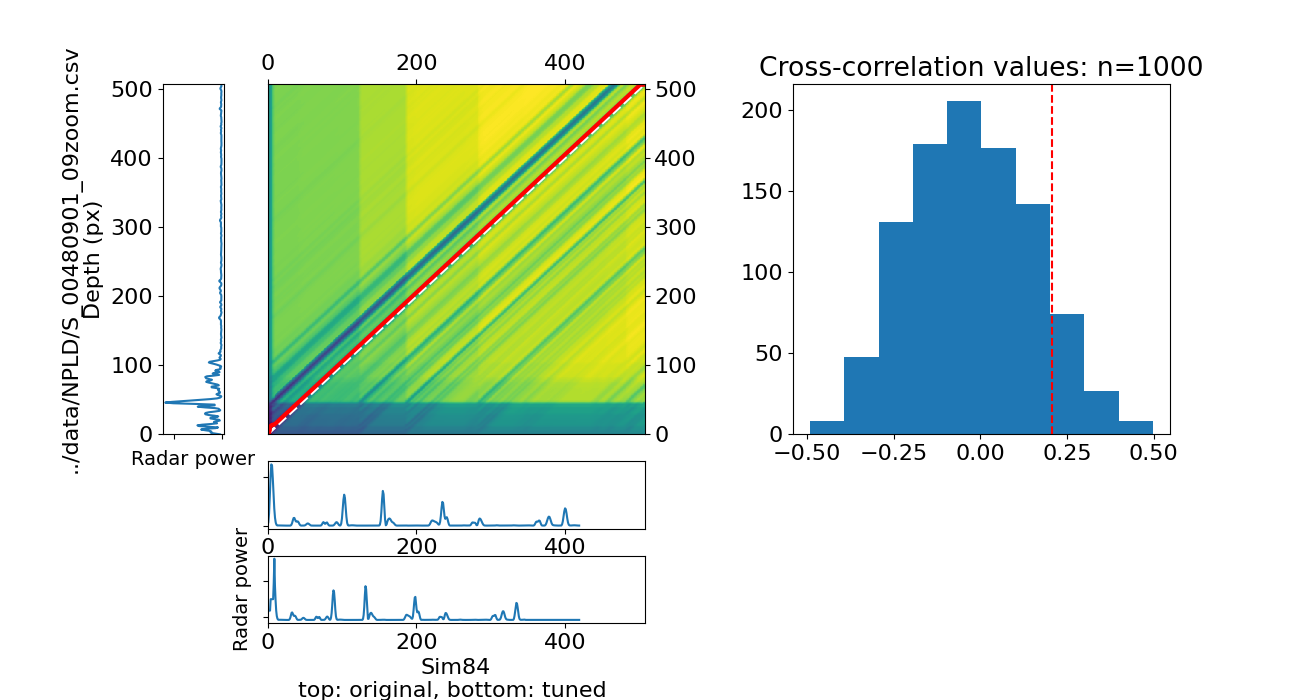 0 200 400
Cross-correlation values: n=1000
../data/NPLD/S_00480901_09zoom.csv
Depth (px)
500
400
300
200
100
0
500
400
300
200
100
0
200
150
100
50
0
−0.50 −0.25 0.00 0.25 0.50
Radar power
0 200 400
Radar power
0 200 400
Sim84
top: original, bottom: tuned